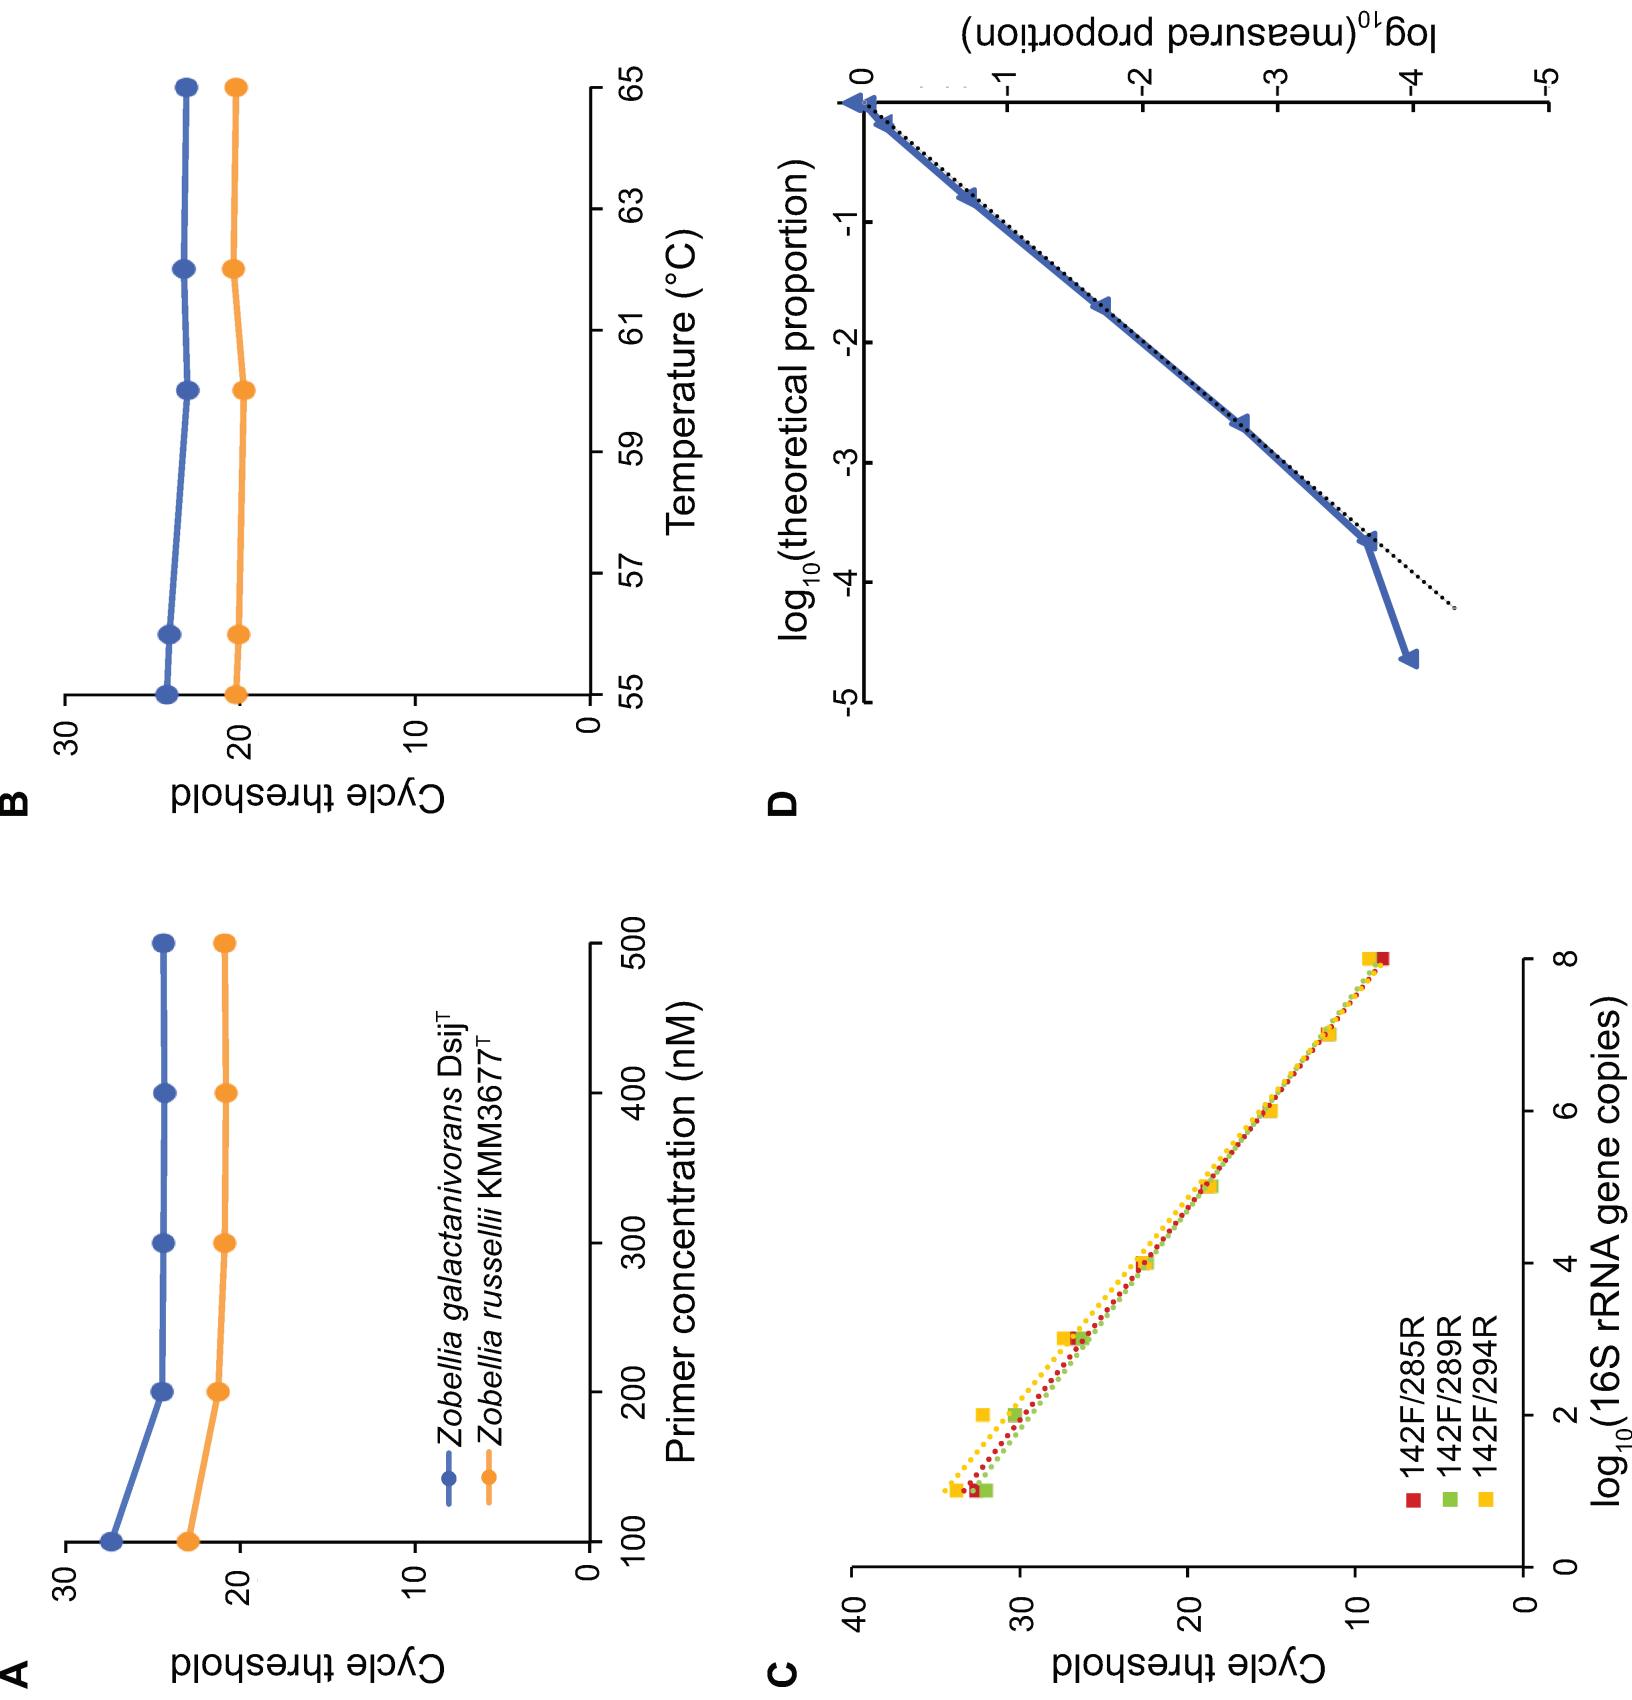 A
Cycle threshold
30
20
10
0
100
200
300
400
500
Primer concentration (nM)
Zobellia galactanivorans DsijT
Zobellia russellii KMM3677T
B
Cycle threshold
30
20
10
0
55
57
59
61
63
65
Temperature (°C)
C
Cycle threshold
40
30
20
10
0
0
2
4
6
8
log10(16S rRNA gene copies)
142F/285R
142F/289R
142F/294R
D
log10(theoretical proportion)
-5
-4
-3
-2
-1
0
-1
-2
-3
-4
-5
log10(measured proportion)